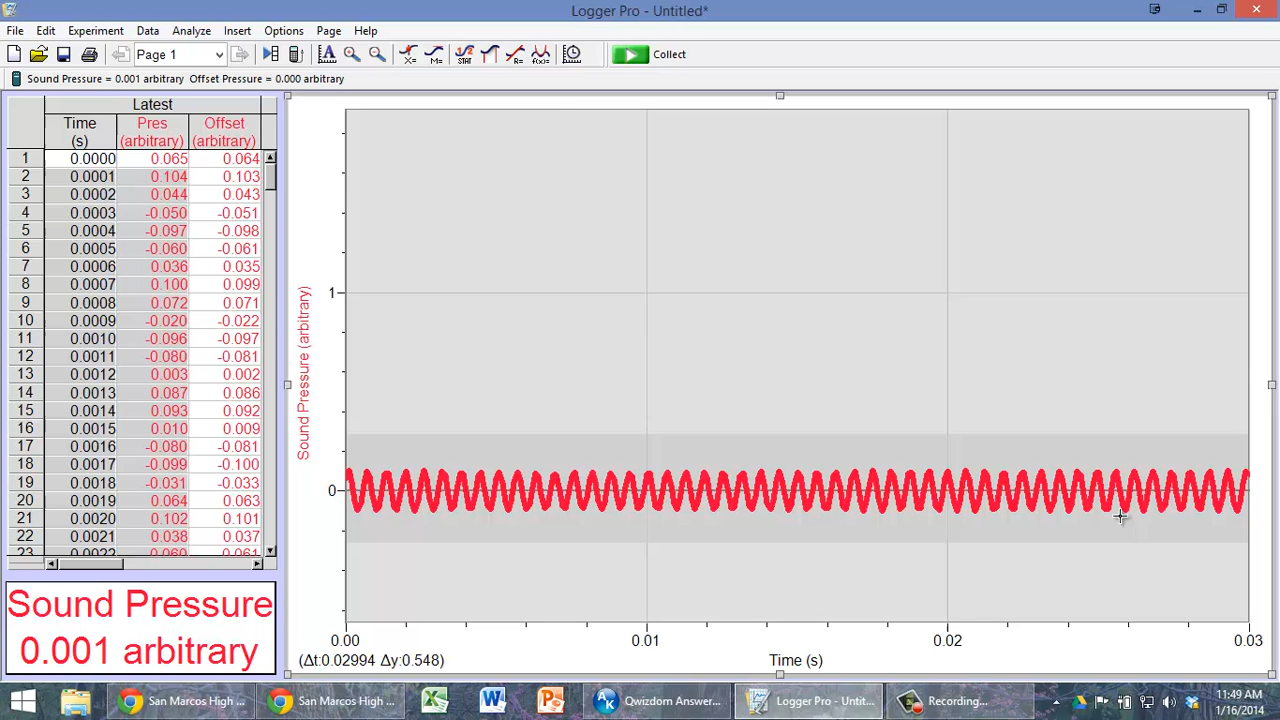 Logger Pro - Untitled*
File Edit Experiment Data Analyze Insert Options Page Help
Page 1 Collect
Sound Pressure = 0.001 arbitrary Offset Pressure = 0.000 arbitrary
Latest
Time Pres Offset
(s) (arbitrary) (arbitrary)
1 0.0000 0.065 0.064
2 0.0001 0.104 0.103
3 0.0002 0.044 0.043
4 0.0003 -0.050 -0.051
5 0.0004 -0.097 -0.098
6 0.0005 -0.060 -0.061
7 0.0006 0.036 0.035
8 0.0007 0.100 0.099
9 0.0008 0.072 0.071
10 0.0009 -0.020 -0.022
11 0.0010 -0.096 -0.097
12 0.0011 -0.080 -0.081
13 0.0012 0.003 0.002
14 0.0013 0.087 0.086
15 0.0014 0.093 0.092
16 0.0015 0.010 0.009
17 0.0016 -0.080 -0.081
18 0.0017 -0.099 -0.100
19 0.0018 -0.031 -0.033
20 0.0019 0.064 0.063
21 0.0020 0.102 0.101
22 0.0021 0.038 0.037
23 0.0022
Sound Pressure
0.001 arbitrary
Sound Pressure (arbitrary)
1
0
0.00 0.01 0.02 0.03
(Δt:0.02994 Δy:0.548) Time (s)
San Marcos High ... San Marcos High ... Qwizdom Answer... Logger Pro - Untit... Recording...
11:49 AM
1/16/2014